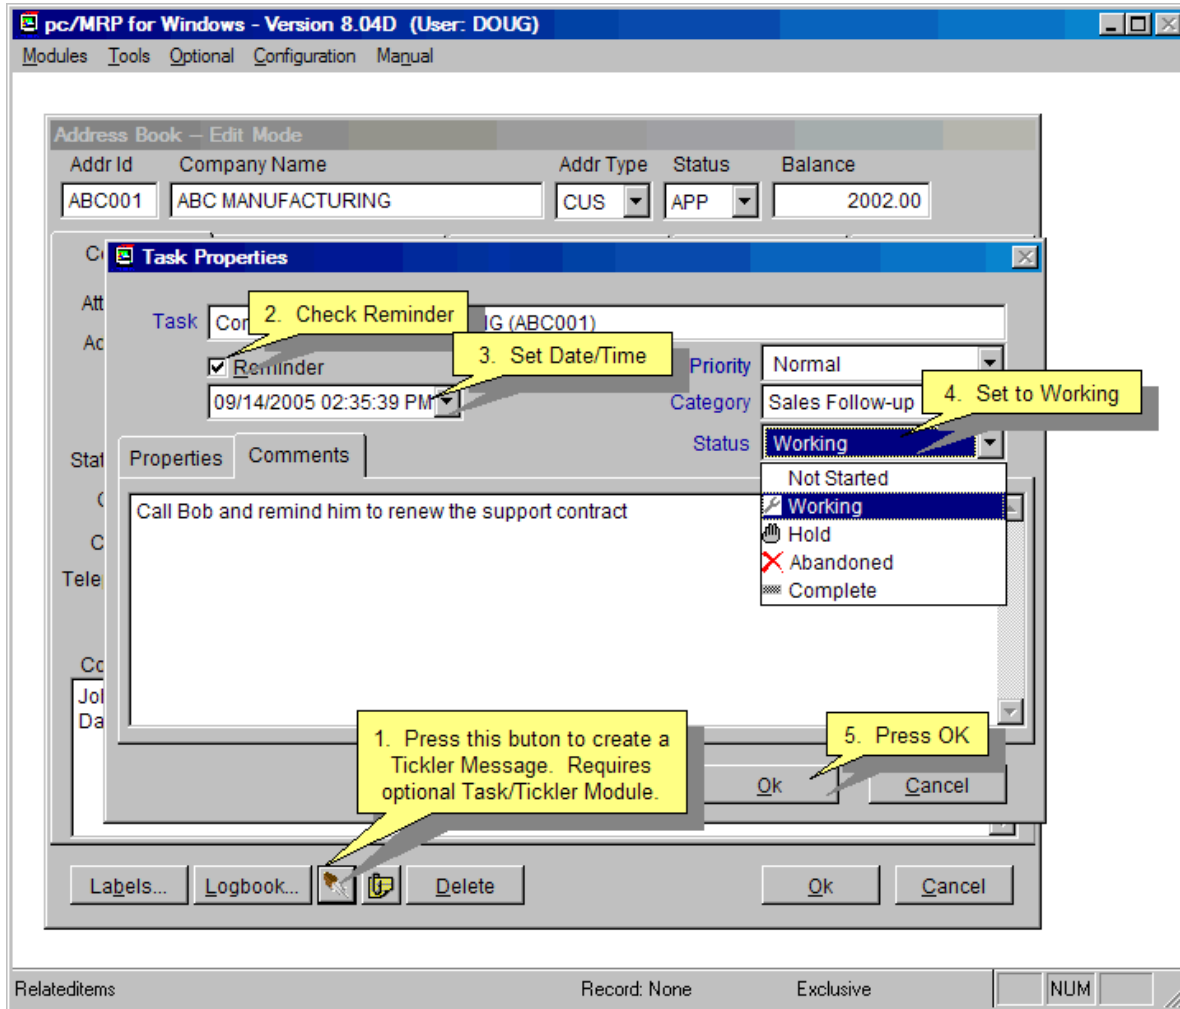 pc/MRP for Windows - Version 8.04D (User: DOUG)
Modules Tools Optional Configuration Manual
Address Book – Edit Mode
Addr Id Company Name Addr Type Status Balance
ABC001 ABC MANUFACTURING CUS APP 2002.00
Task Properties
Task
IG (ABC001)
2. Check Reminder
3. Set Date/Time
Reminder
Priority Normal
09/14/2005 02:35:39 PM
Category Sales Follow-up
4. Set to Working
Status Working
Properties Comments
Not Started
Working
Hold
Abandoned
Complete
Call Bob and remind him to renew the support contract
1. Press this buton to create a
Tickler Message. Requires
optional Task/Tickler Module.
5. Press OK
Ok Cancel
Labels... Logbook... Delete Ok Cancel
Relateditems Record: None Exclusive NUM